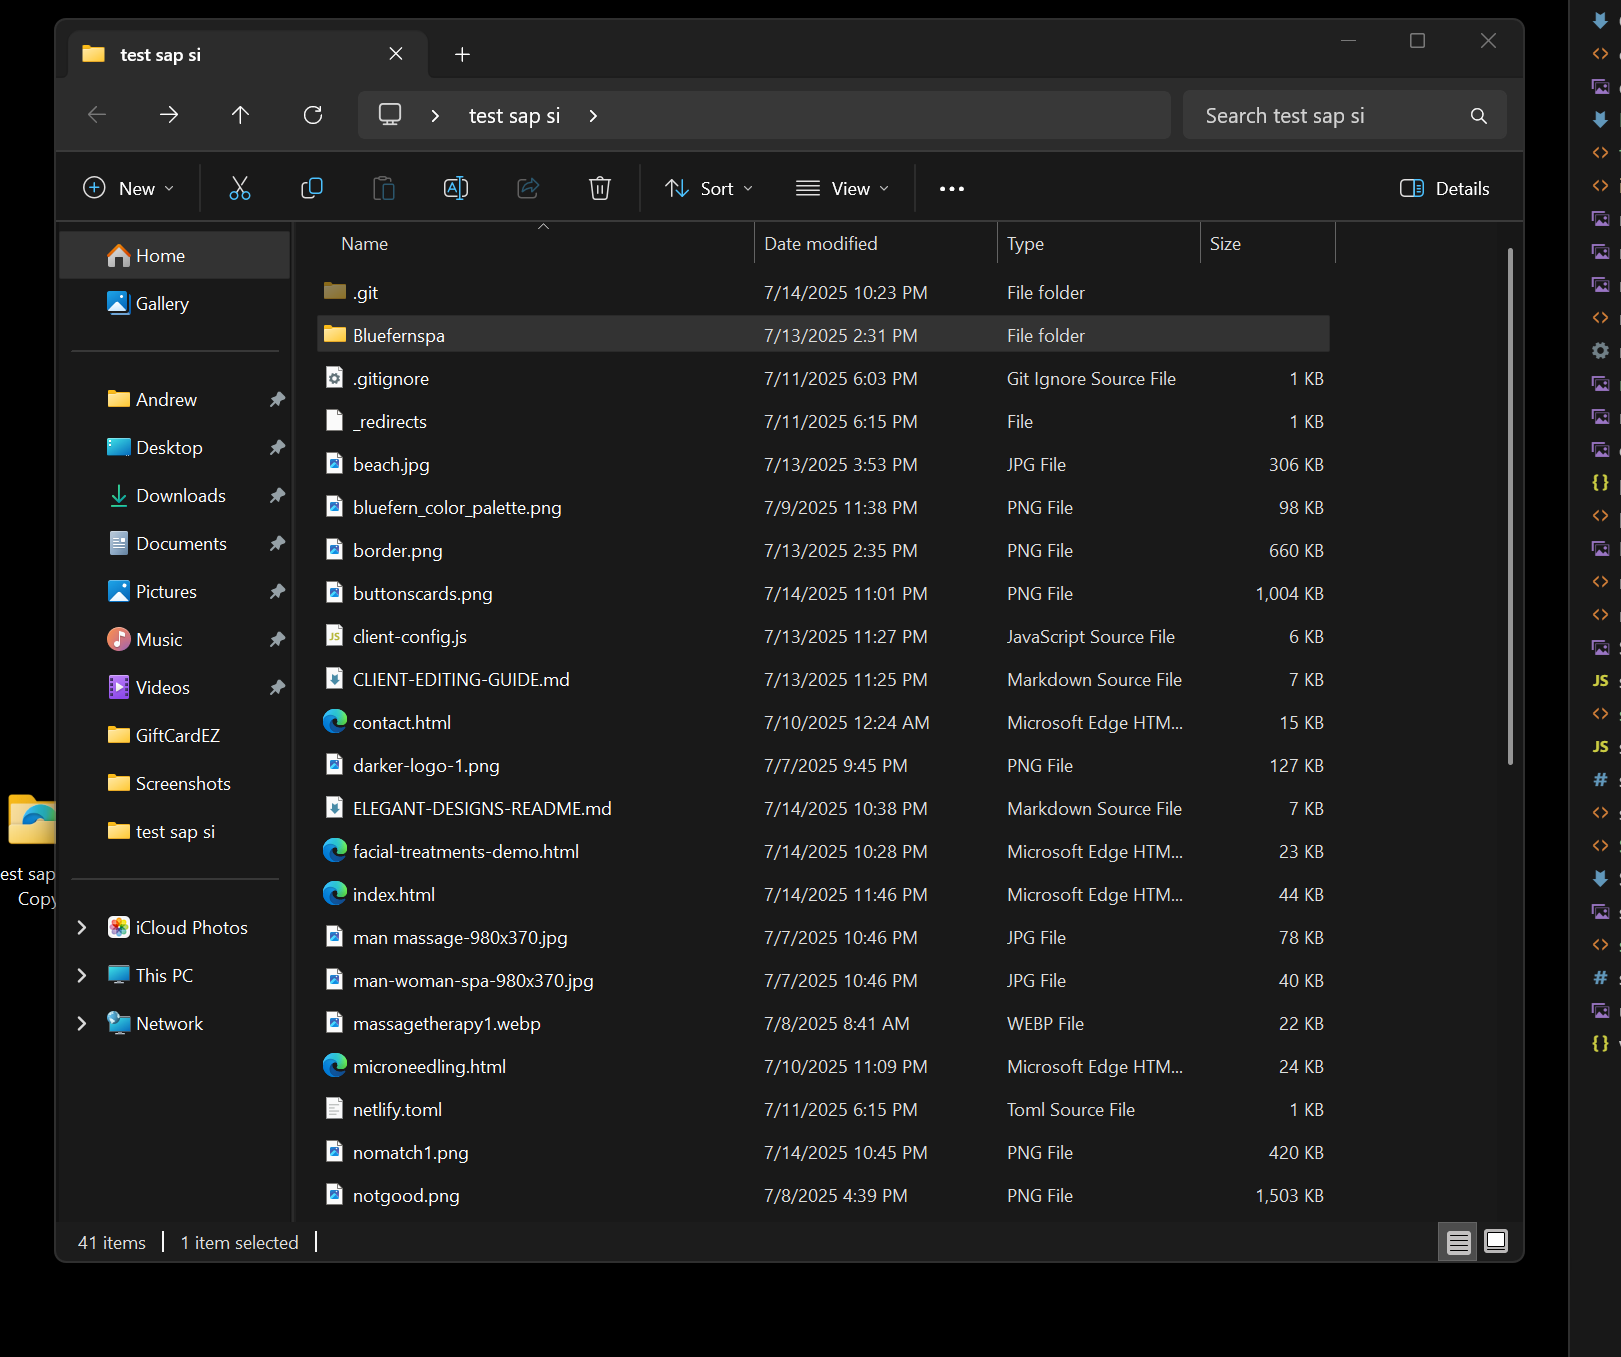 test sap si
test sap si
Search test sap si
New
Sort
View
Details
Name Date modified Type Size
Home
Gallery
Andrew
Desktop
Downloads
Documents
Pictures
Music
Videos
GiftCardEZ
Screenshots
test sap si
iCloud Photos
This PC
Network
.git 7/14/2025 10:23 PM File folder
Bluefernspa 7/13/2025 2:31 PM File folder
.gitignore 7/11/2025 6:03 PM Git Ignore Source File 1 KB
_redirects 7/11/2025 6:15 PM File 1 KB
beach.jpg 7/13/2025 3:53 PM JPG File 306 KB
bluefern_color_palette.png 7/9/2025 11:38 PM PNG File 98 KB
border.png 7/13/2025 2:35 PM PNG File 660 KB
buttonscards.png 7/14/2025 11:01 PM PNG File 1,004 KB
client-config.js 7/13/2025 11:27 PM JavaScript Source File 6 KB
CLIENT-EDITING-GUIDE.md 7/13/2025 11:25 PM Markdown Source File 7 KB
contact.html 7/10/2025 12:24 AM Microsoft Edge HTM... 15 KB
darker-logo-1.png 7/7/2025 9:45 PM PNG File 127 KB
ELEGANT-DESIGNS-README.md 7/14/2025 10:38 PM Markdown Source File 7 KB
facial-treatments-demo.html 7/14/2025 10:28 PM Microsoft Edge HTM... 23 KB
index.html 7/14/2025 11:46 PM Microsoft Edge HTM... 44 KB
man massage-980x370.jpg 7/7/2025 10:46 PM JPG File 78 KB
man-woman-spa-980x370.jpg 7/7/2025 10:46 PM JPG File 40 KB
massagetherapy1.webp 7/8/2025 8:41 AM WEBP File 22 KB
microneedling.html 7/10/2025 11:09 PM Microsoft Edge HTM... 24 KB
netlify.toml 7/11/2025 6:15 PM Toml Source File 1 KB
nomatch1.png 7/14/2025 10:45 PM PNG File 420 KB
notgood.png 7/8/2025 4:39 PM PNG File 1,503 KB
41 items 1 item selected
est sap
Copy
JS
JS